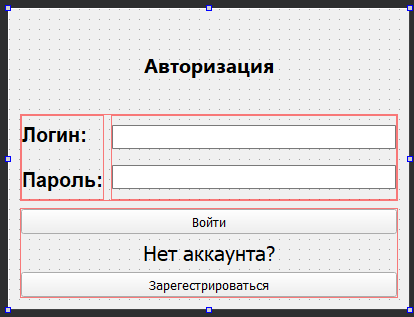 Авторизация
Логин:
Пароль:
Войти
Нет аккаунта?
Зарегестрироваться